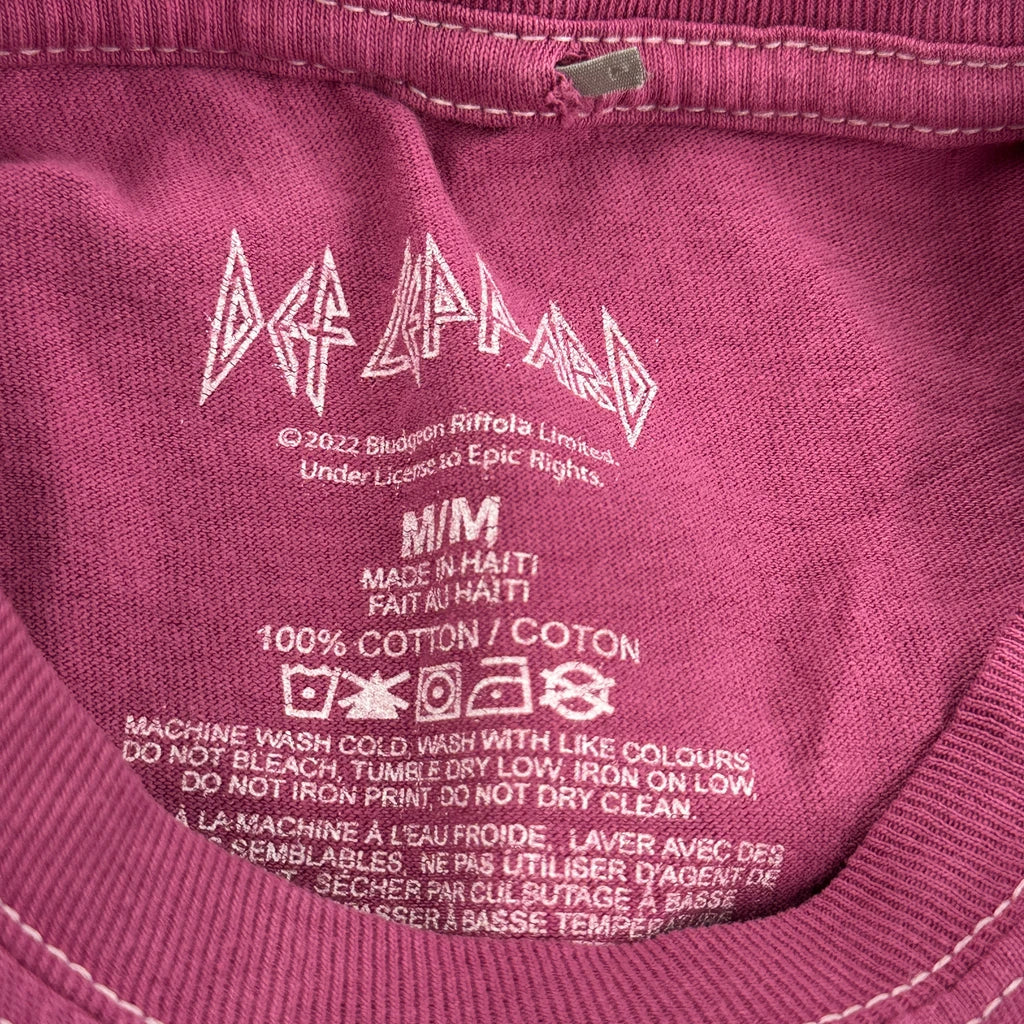 DEF LEPPARD
©2022 Bludgeon Riffola Limited.
Under License to Epic Rights.
M/M
MADE IN HAITI
FAIT AU HAÏTI
100% COTTON / COTON
MACHINE WASH COLD, WASH WITH LIKE COLOURS,
DO NOT BLEACH, TUMBLE DRY LOW, IRON ON LOW,
DO NOT IRON PRINT, DO NOT DRY CLEAN.
À LA MACHINE À L'EAU FROIDE. LAVER AVEC DES
SEMBLABLES. NE PAS UTILISER D'AGENT DE
SÉCHER PAR CULBUTAGE À BASSE
À BASSE TEMPÉRATURE